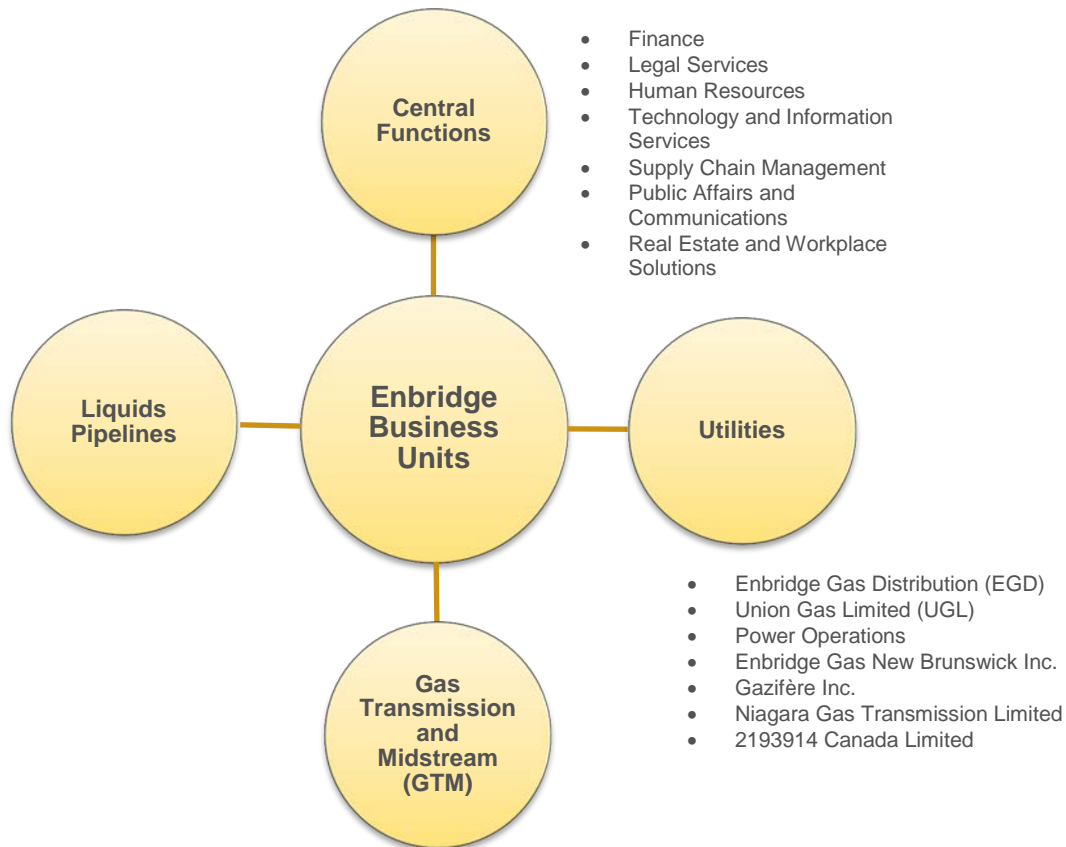 Central
Functions
• Finance
• Legal Services
• Human Resources
• Technology and Information
Services
• Supply Chain Management
• Public Affairs and
Communications
• Real Estate and Workplace
Solutions
Liquids
Pipelines
Enbridge
Business
Units
Utilities
• Enbridge Gas Distribution (EGD)
• Union Gas Limited (UGL)
• Power Operations
• Enbridge Gas New Brunswick Inc.
• Gazifère Inc.
• Niagara Gas Transmission Limited
• 2193914 Canada Limited
Gas
Transmission
and
Midstream
(GTM)